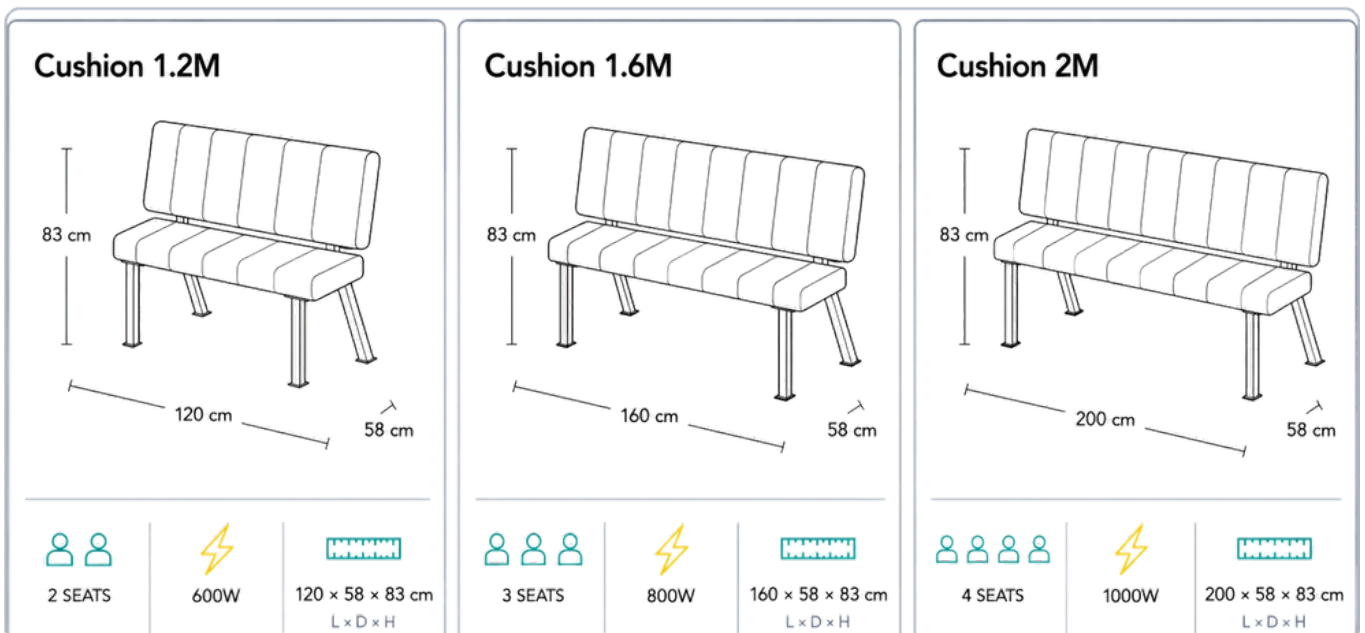 Cushion 1.2M
83 cm
120 cm
58 cm
2 SEATS
600W
120 × 58 × 83 cm
L × D × H
Cushion 1.6M
83 cm
160 cm
58 cm
3 SEATS
800W
160 × 58 × 83 cm
L × D × H
Cushion 2M
83 cm
200 cm
58 cm
4 SEATS
1000W
200 × 58 × 83 cm
L × D × H